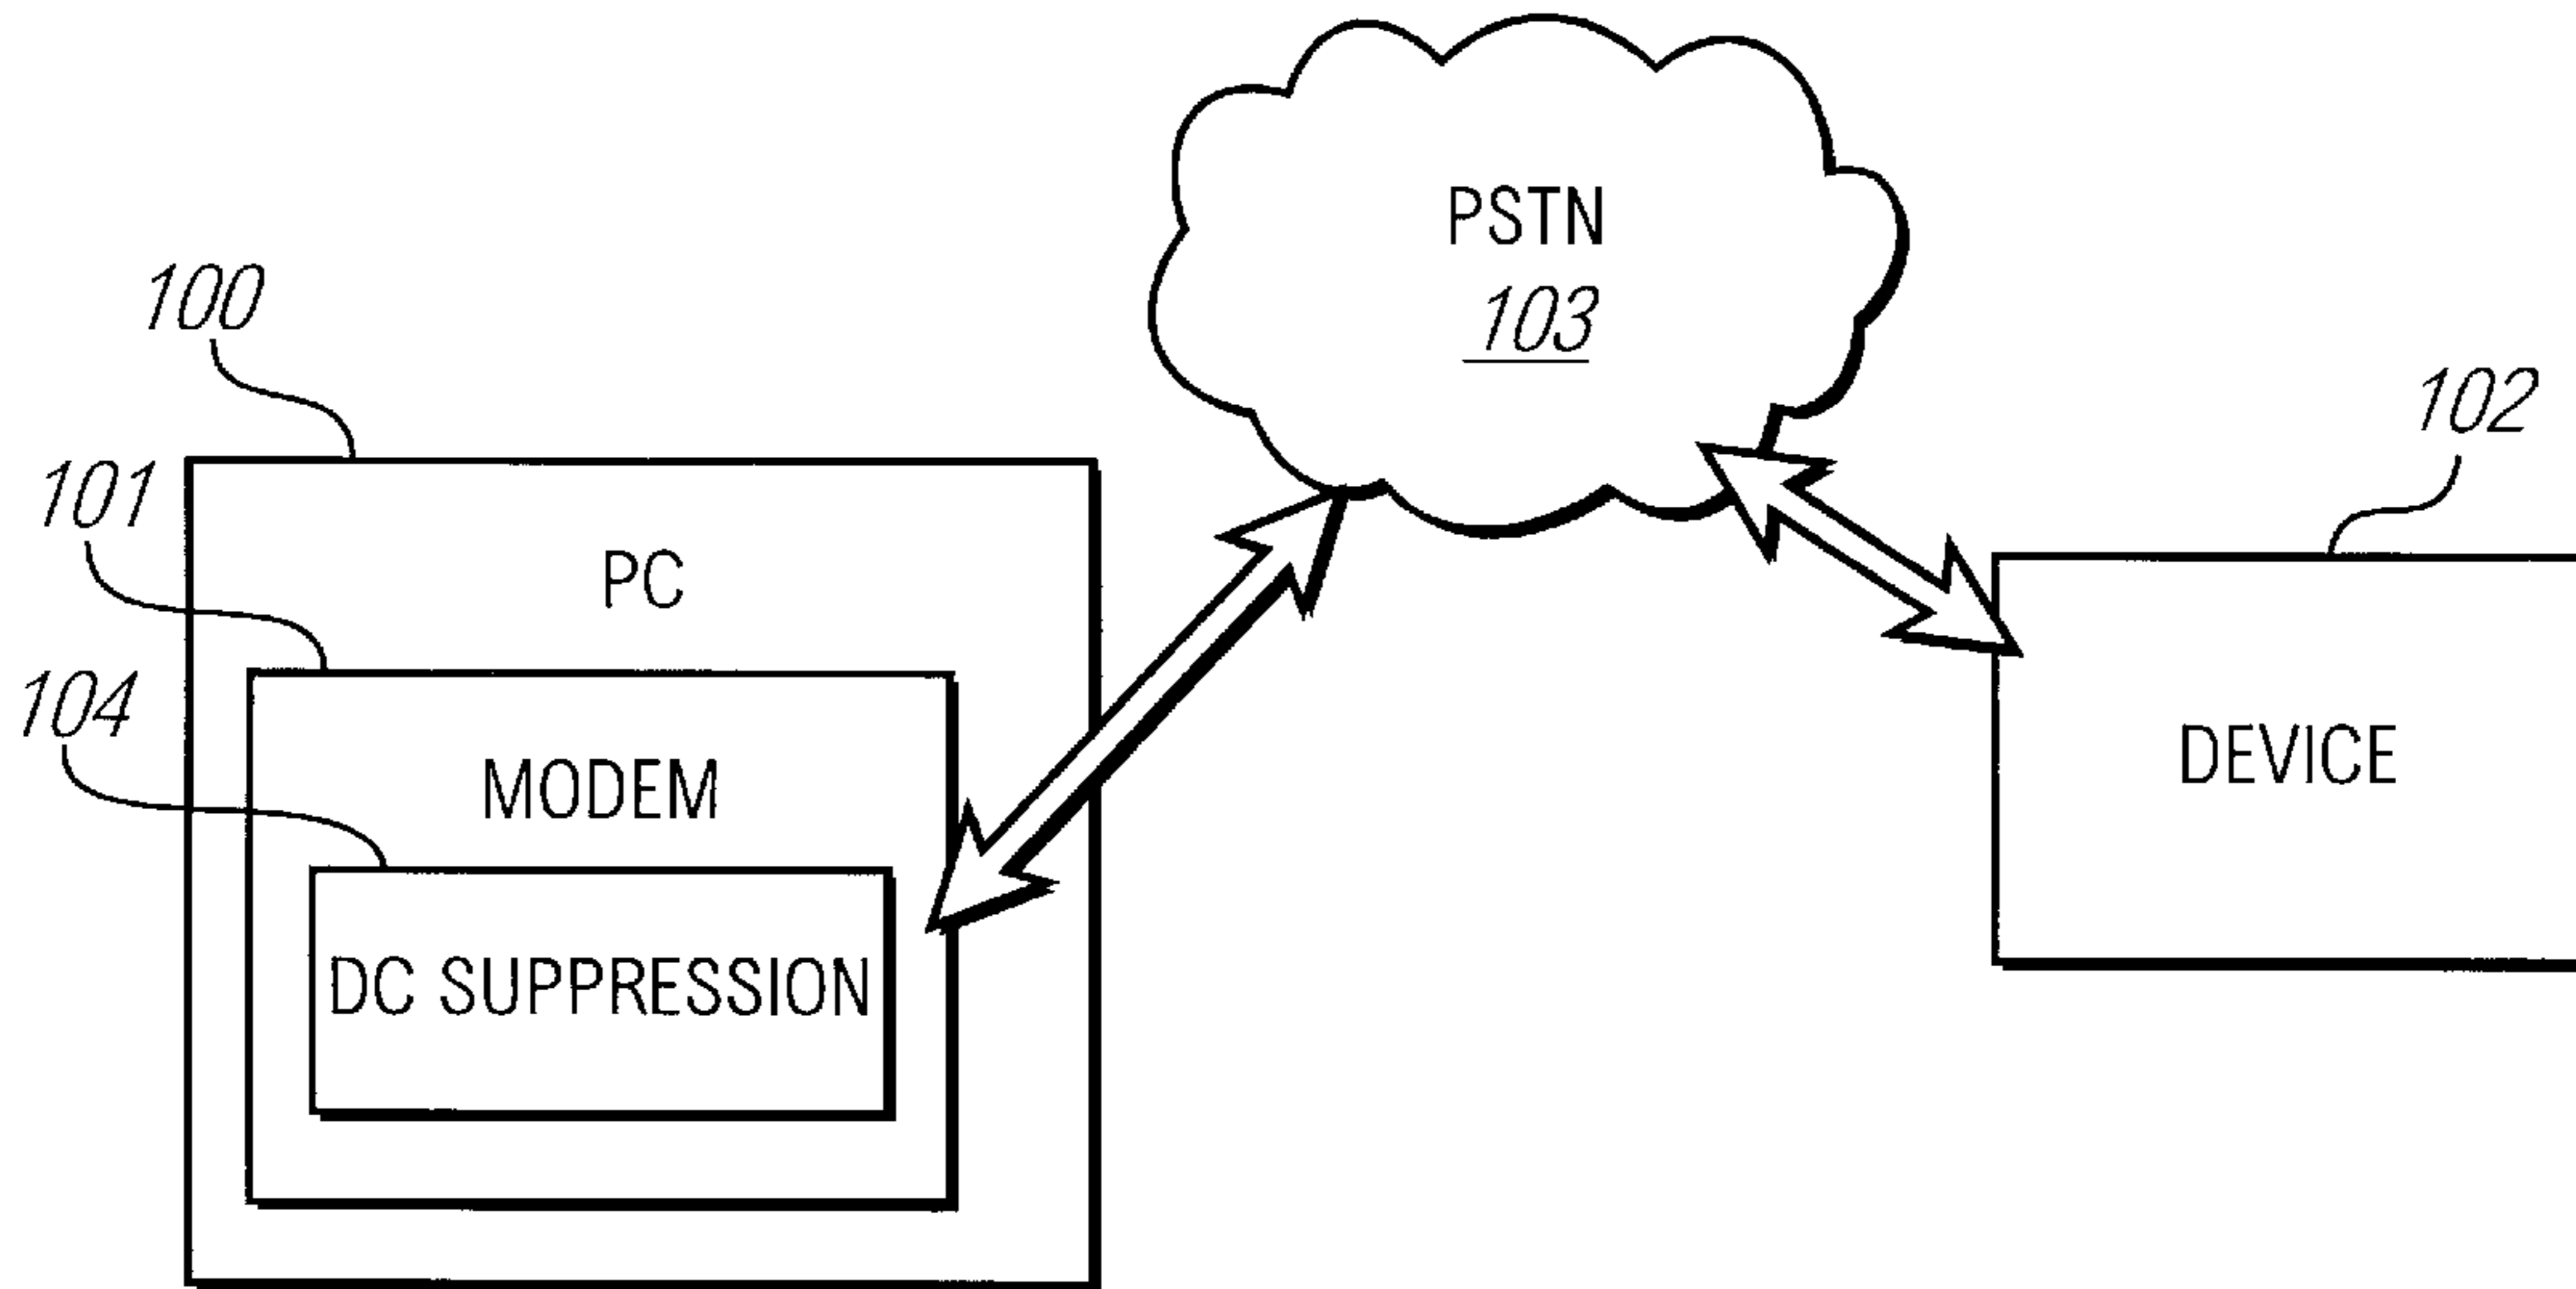 PSTN
103
100
102
101
PC
104
MODEM
DEVICE
DC SUPPRESSION